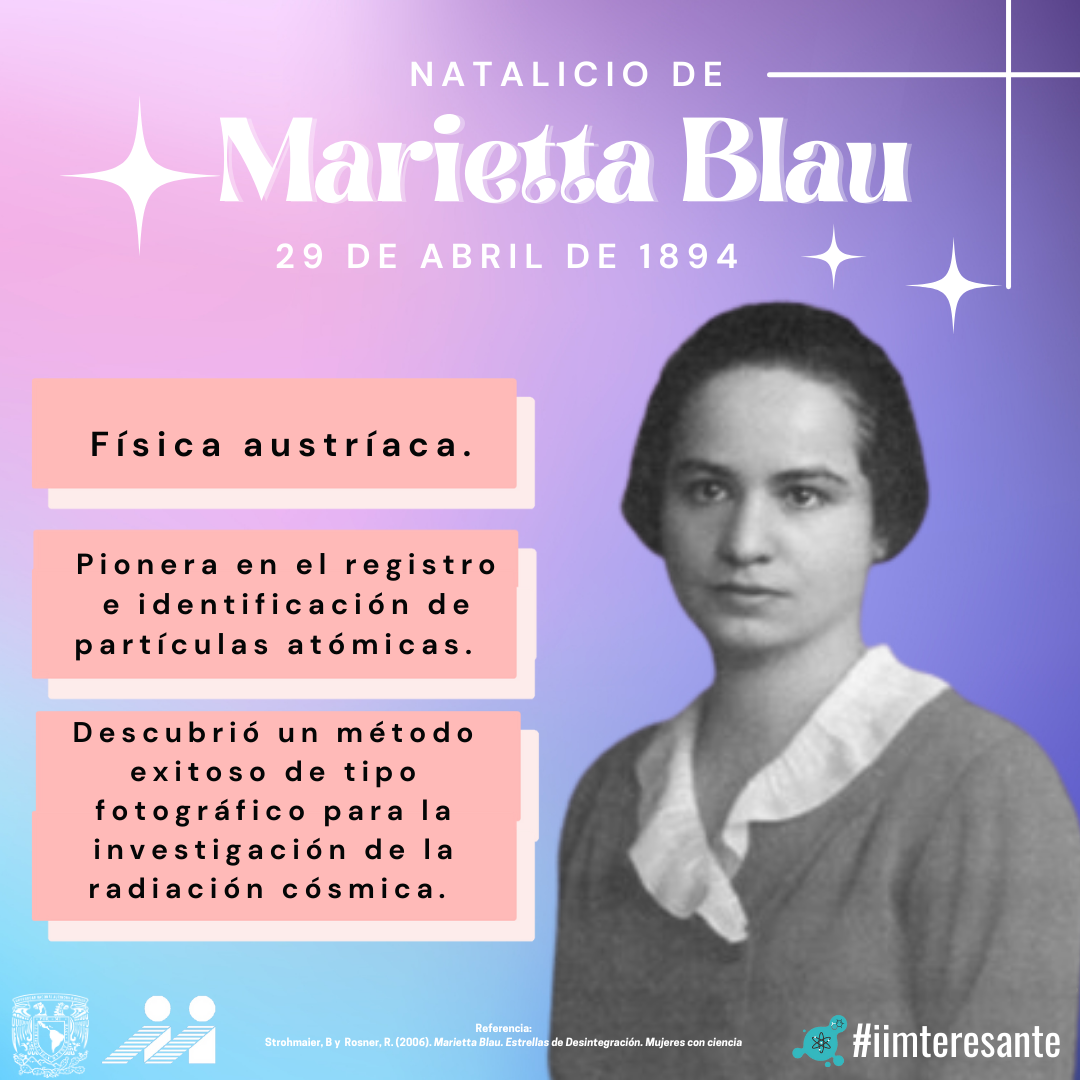 NATALICIO DE
Marietta Blau
29 DE ABRIL DE 1894
Física austríaca.
Pionera en el registro
e identificación de
partículas atómicas.
Descubrió un método
exitoso de tipo
fotográfico para la
investigación de la
radiación cósmica.
Referencia:
Strohmaier, B y Rosner, R. (2006). Marietta Blau. Estrellas de Desintegración. Mujeres con ciencia
#iimteresante